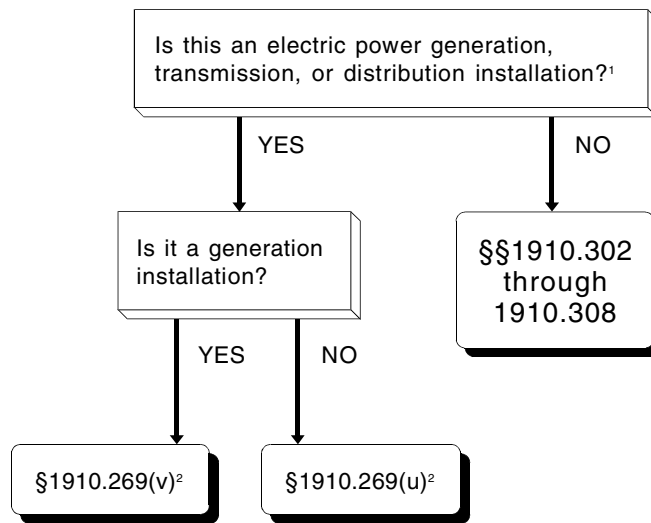 Is this an electric power generation,
transmission, or distribution installation?¹
YES
NO
Is it a generation
installation?
§§1910.302
through
1910.308
YES
NO
§1910.269(v)²
§1910.269(u)²